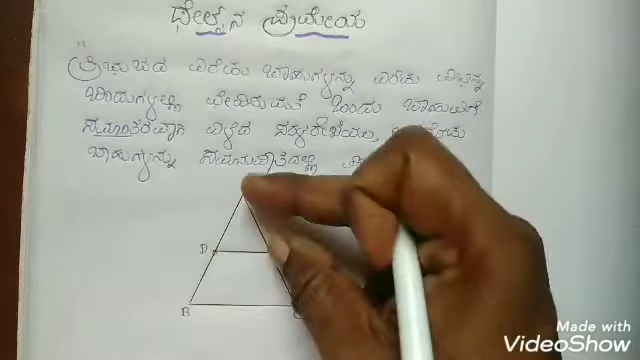 ಥೇಲ್ಸ್‌ನ ಪ್ರಮೇಯ
ತ್ರಿಭುಜದ ಎರಡು ಬಾಹುಗಳನ್ನು ಎರಡು ವಿಭಿನ್ನ
ಬಿಂದುಗಳಲ್ಲಿ ಛೇದಿಸುವಂತೆ ಒಂದು ಬಾಹುವಿಗೆ
ಸಮಾಂತರವಾಗಿ ಎಳೆದ ಸರಳರೇಖೆಯು,
ಬಾಹುಗಳನ್ನು ಸಮಾನುಪಾತದಲ್ಲಿ
D
B
Made with
VideoShow